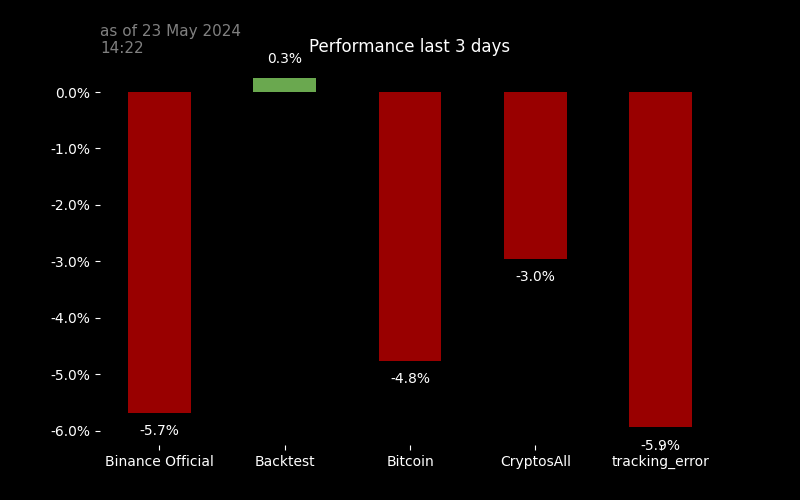 as of 23 May 2024
14:22
Performance last 3 days
0.3%
0.0%
-1.0%
-2.0%
-3.0%
-4.0%
-5.0%
-6.0%
-3.0%
-4.8%
-5.7%
-5.9%
Binance Official
Backtest
Bitcoin
CryptosAll
tracking_error